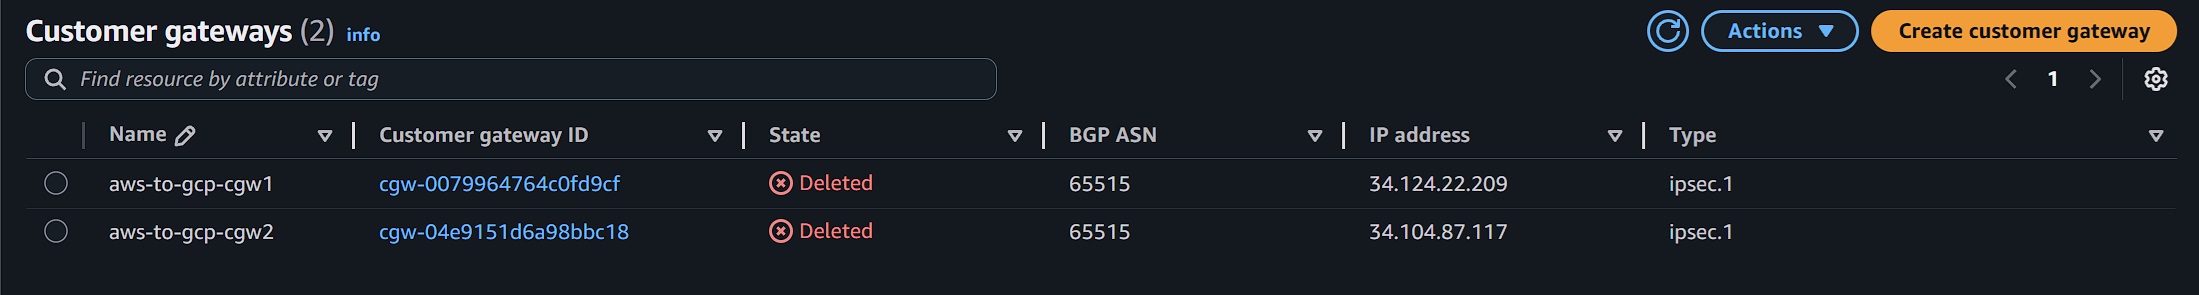 Customer gateways (2) info
Actions
Create customer gateway
Find resource by attribute or tag
1
Name Customer gateway ID State BGP ASN IP address Type
aws-to-gcp-cgw1 cgw-0079964764c0fd9cf Deleted 65515 34.124.22.209 ipsec.1
aws-to-gcp-cgw2 cgw-04e9151d6a98bbc18 Deleted 65515 34.104.87.117 ipsec.1